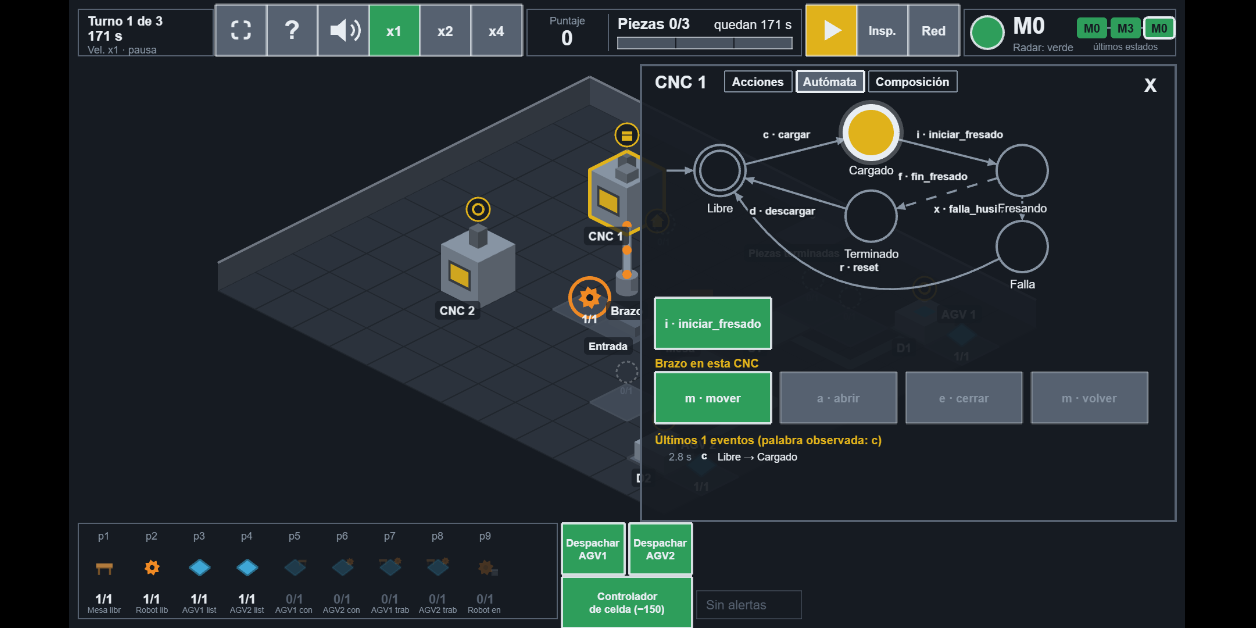 Turno 1 de 3
171 s
Vel. x1 · pausa
?
x1
x2
x4
Puntaje
0
Piezas 0/3
quedan 171 s
Insp.
Red
M0
Radar: verde
M0
M3
M0
últimos estados
CNC 1
Acciones
Autómata
Composición
X
c · cargar
i · iniciar_fresado
Cargado
f · fin_fresado
Libre
d · descargar
x · falla_husi
Fresando
Terminado
r · reset
Falla
Piezas terminadas
CNC 1
CNC 2
1/1
Brazo
Entrada
0/1
AGV 1
D1
1/1
D2
1/1
i · iniciar_fresado
Brazo en esta CNC
m · mover
a · abrir
e · cerrar
m · volver
Últimos 1 eventos (palabra observada: c)
2.8 s c Libre → Cargado
p1
p2
p3
p4
p5
p6
p7
p8
p9
1/1
1/1
1/1
1/1
0/1
0/1
0/1
0/1
0/1
Mesa libr
Robot lib
AGV1 list
AGV2 list
AGV1 con
AGV2 con
AGV1 trab
AGV2 trab
Robot en
Despachar
AGV1
Despachar
AGV2
Controlador
de celda (−150)
Sin alertas